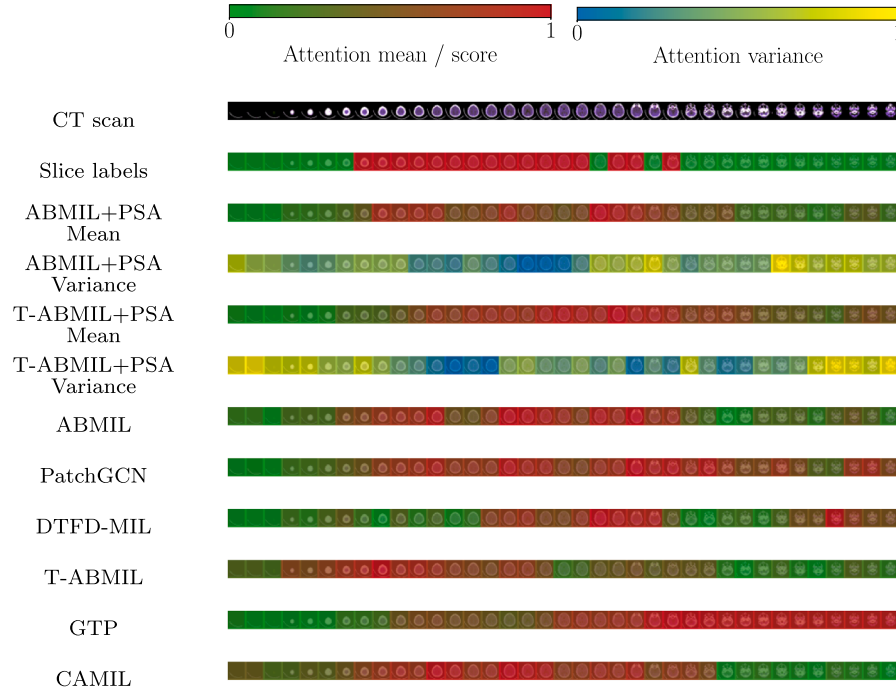 0 1 0
Attention mean / score Attention variance
CT scan
Slice labels
ABMIL+PSA
Mean
ABMIL+PSA
Variance
T-ABMIL+PSA
Mean
T-ABMIL+PSA
Variance
ABMIL
PatchGCN
DTFD-MIL
T-ABMIL
GTP
CAMIL